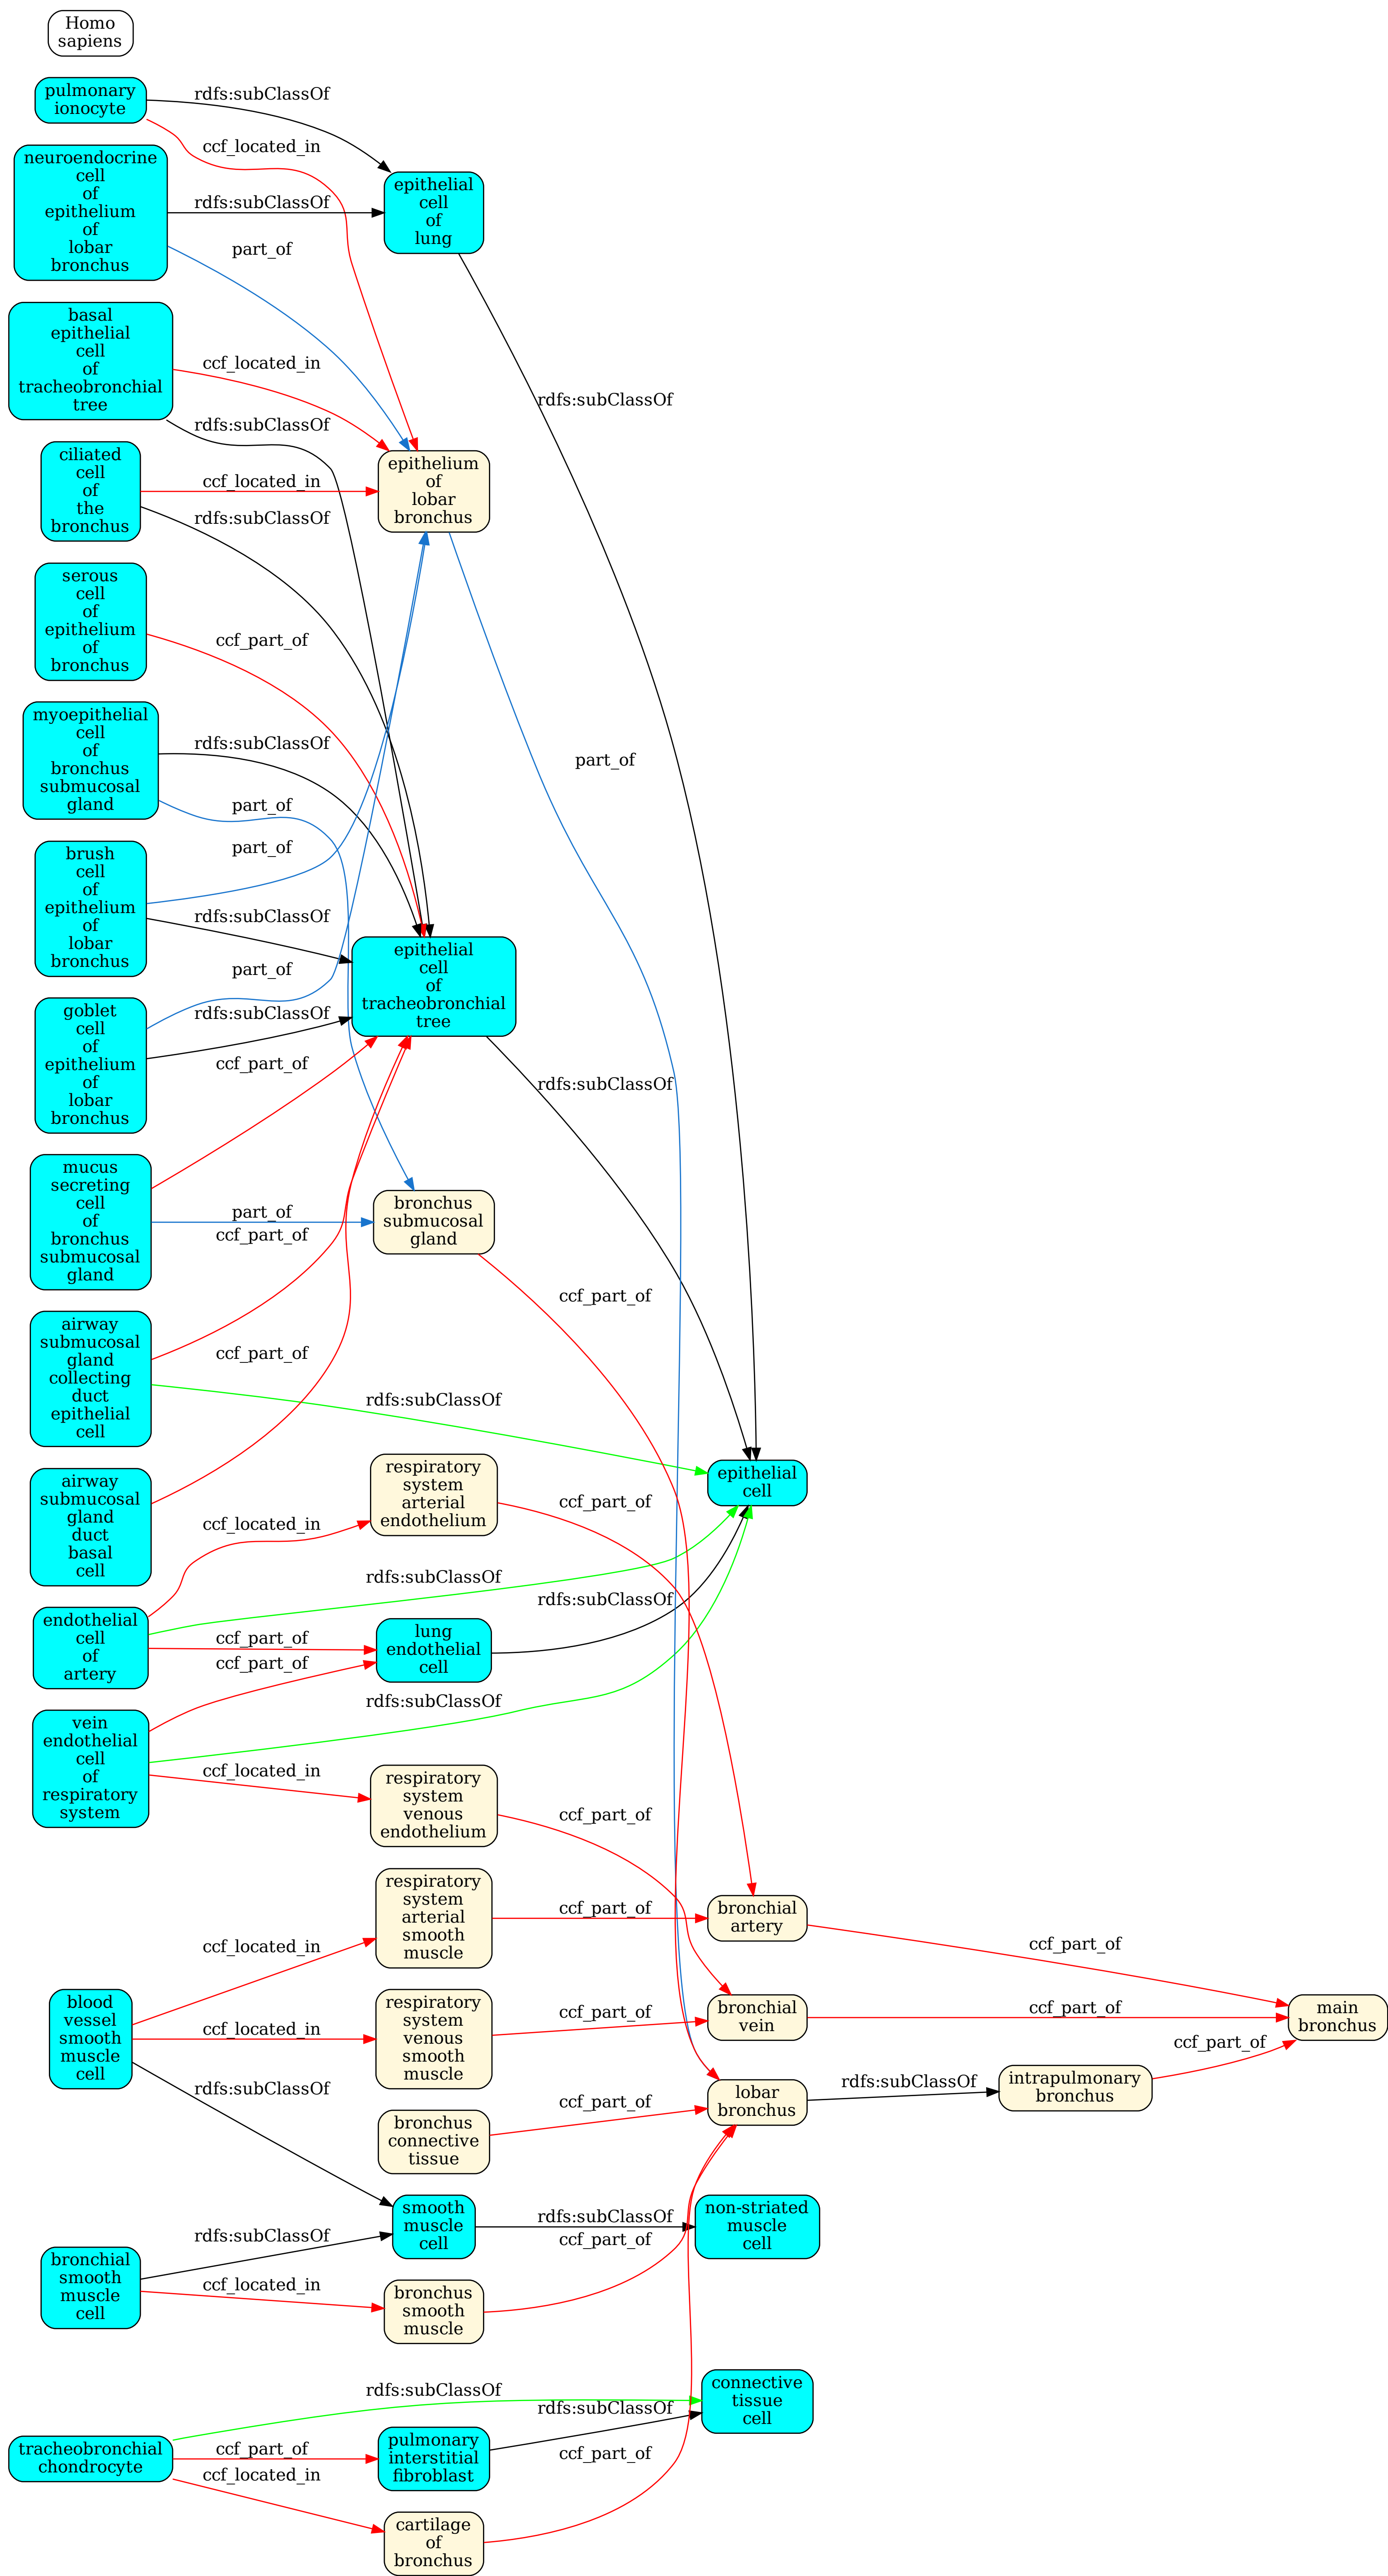 Homo
sapiens
pulmonary
ionocyte
rdfs:subClassOf
ccf_located_in
neuroendocrine
cell
of
epithelium
of
lobar
bronchus
rdfs:subClassOf
part_of
epithelial
cell
of
lung
basal
epithelial
cell
of
tracheobronchial
tree
ccf_located_in
rdfs:subClassOf
rdfs:subClassOf
ciliated
cell
of
the
bronchus
ccf_located_in
rdfs:subClassOf
epithelium
of
lobar
bronchus
serous
cell
of
epithelium
of
bronchus
ccf_part_of
myoepithelial
cell
of
bronchus
submucosal
gland
rdfs:subClassOf
part_of
part_of
brush
cell
of
epithelium
of
lobar
bronchus
part_of
rdfs:subClassOf
epithelial
cell
of
tracheobronchial
tree
goblet
cell
of
epithelium
of
lobar
bronchus
part_of
rdfs:subClassOf
ccf_part_of
rdfs:subClassOf
mucus
secreting
cell
of
bronchus
submucosal
gland
part_of
ccf_part_of
bronchus
submucosal
gland
ccf_part_of
airway
submucosal
gland
collecting
duct
epithelial
cell
ccf_part_of
rdfs:subClassOf
epithelial
cell
airway
submucosal
gland
duct
basal
cell
respiratory
system
arterial
endothelium
ccf_part_of
ccf_located_in
rdfs:subClassOf
endothelial
cell
of
artery
ccf_part_of
ccf_part_of
lung
endothelial
cell
rdfs:subClassOf
rdfs:subClassOf
vein
endothelial
cell
of
respiratory
system
ccf_located_in
respiratory
system
venous
endothelium
ccf_part_of
respiratory
system
arterial
smooth
muscle
ccf_part_of
bronchial
artery
ccf_part_of
ccf_located_in
blood
vessel
smooth
muscle
cell
ccf_located_in
rdfs:subClassOf
respiratory
system
venous
smooth
muscle
ccf_part_of
bronchial
vein
ccf_part_of
main
bronchus
ccf_part_of
bronchus
connective
tissue
ccf_part_of
lobar
bronchus
rdfs:subClassOf
intrapulmonary
bronchus
smooth
muscle
cell
rdfs:subClassOf
non-striated
muscle
cell
rdfs:subClassOf
bronchial
smooth
muscle
cell
ccf_located_in
bronchus
smooth
muscle
ccf_part_of
rdfs:subClassOf
connective
tissue
cell
tracheobronchial
chondrocyte
ccf_part_of
ccf_located_in
pulmonary
interstitial
fibroblast
rdfs:subClassOf
ccf_part_of
cartilage
of
bronchus